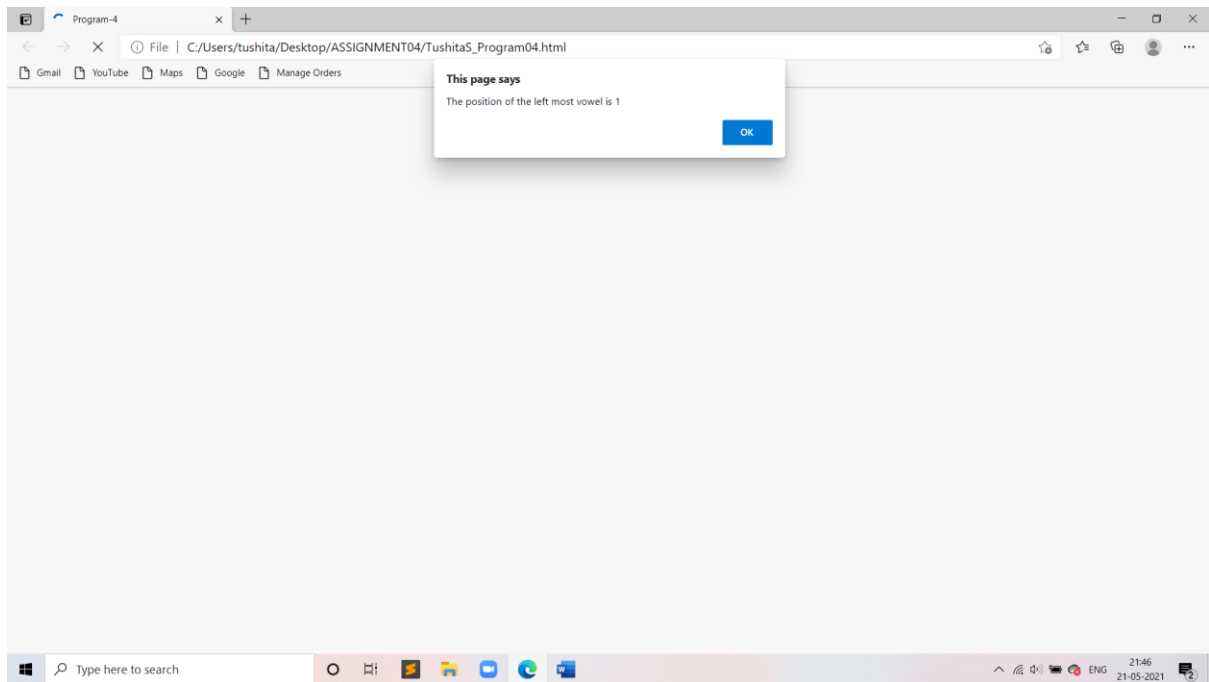 Program-4
File | C:/Users/tushita/Desktop/ASSIGNMENT04/TushitaS_Program04.html
Gmail YouTube Maps Google Manage Orders
This page says
The position of the left most vowel is 1
OK
Type here to search
ENG
21:46
21-05-2021
2